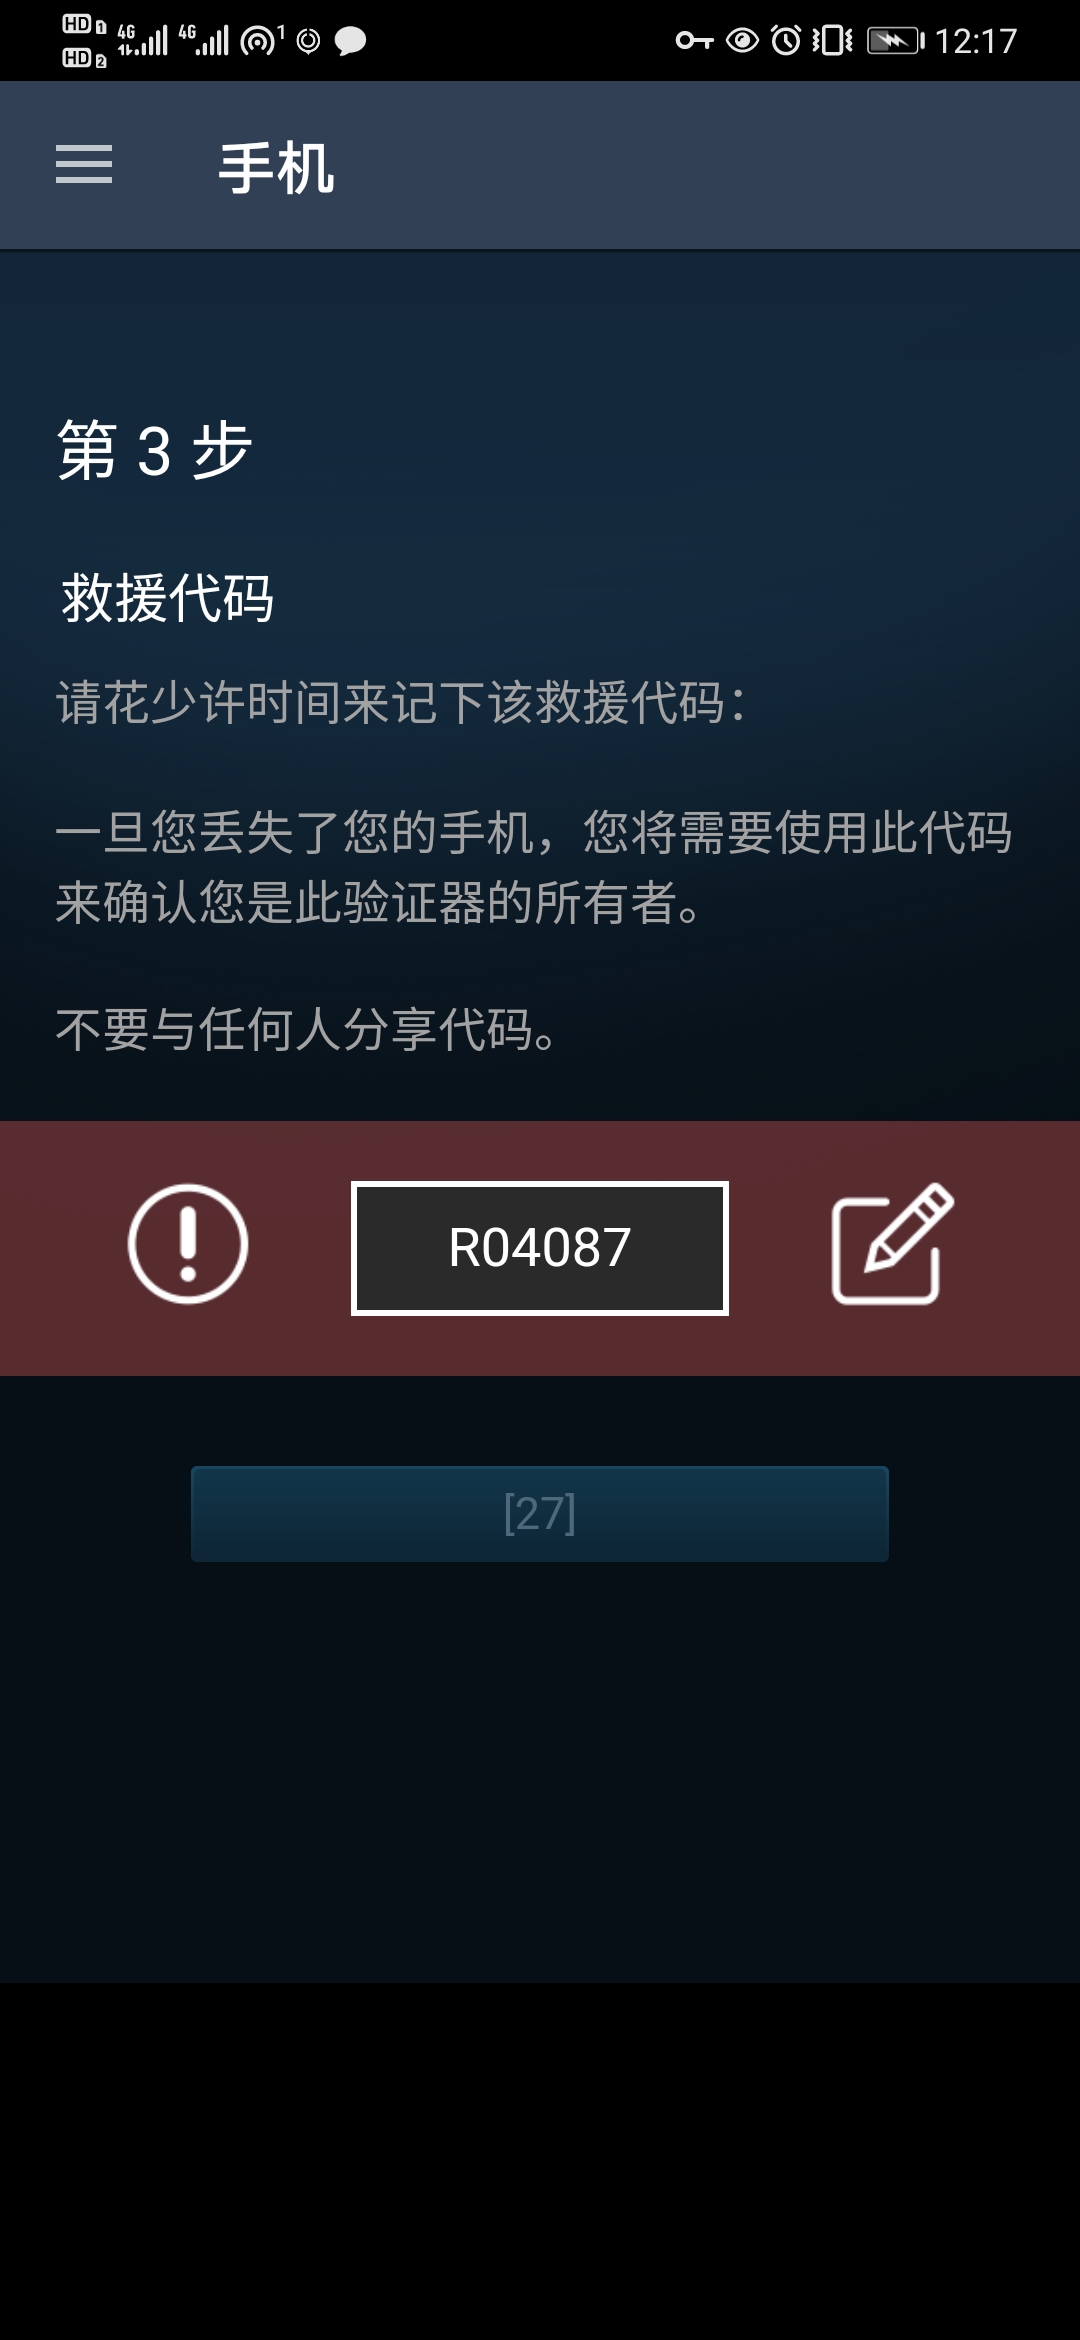 HD 1 4G 4G 1 12:17
HD 2
手机
第 3 步
救援代码
请花少许时间来记下该救援代码：
一旦您丢失了您的手机，您将需要使用此代码
来确认您是此验证器的所有者。
不要与任何人分享代码。
R04087
[27]